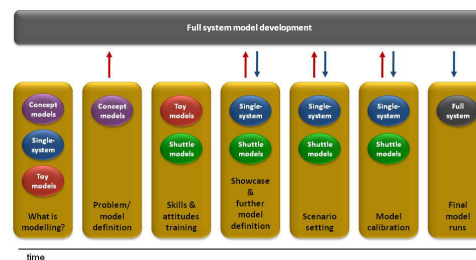 Full system model development
Concept
models
Single-
system
Toy
models
What is
modelling?
Concept
models
Problem/
model
definition
Toy
models
Shuttle
models
Skills &
attitudes
training
Single-
system
Shuttle
models
Showcase
&
further
model
definition
Single-
system
Shuttle
models
Scenario
setting
Single-
system
Shuttle
models
Model
calibration
Full
system
Final
model
runs
time